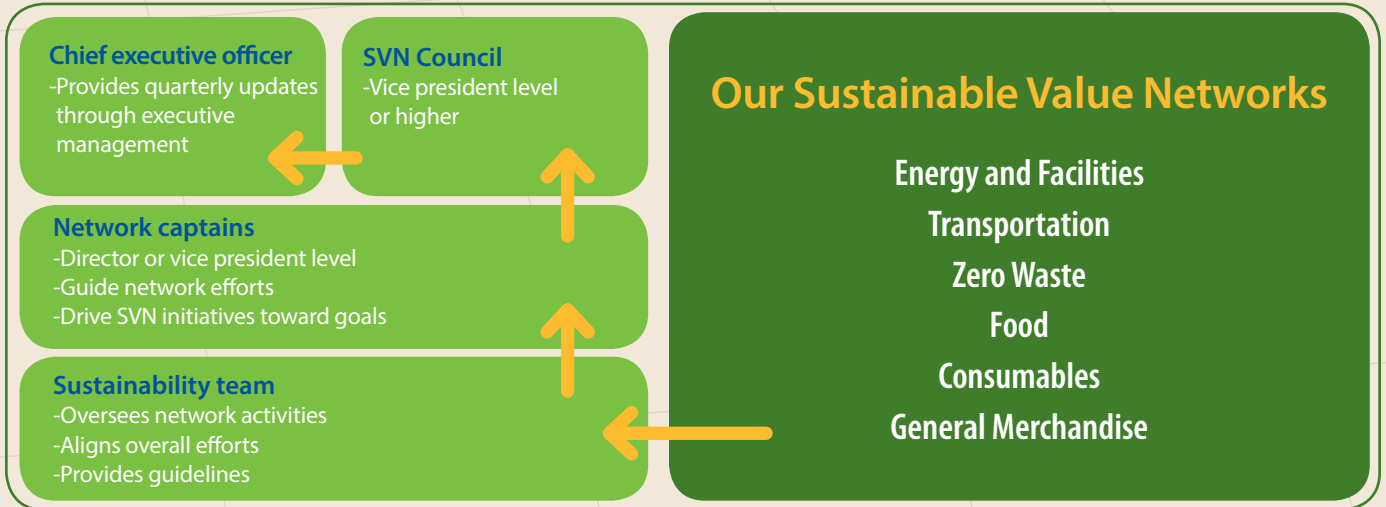 Chief executive officer
-Provides quarterly updates
through executive
management
SVN Council
-Vice president level
or higher
Network captains
-Director or vice president level
-Guide network efforts
-Drive SVN initiatives toward goals
Sustainability team
-Oversees network activities
-Aligns overall efforts
-Provides guidelines
Our Sustainable Value Networks
Energy and Facilities
Transportation
Zero Waste
Food
Consumables
General Merchandise